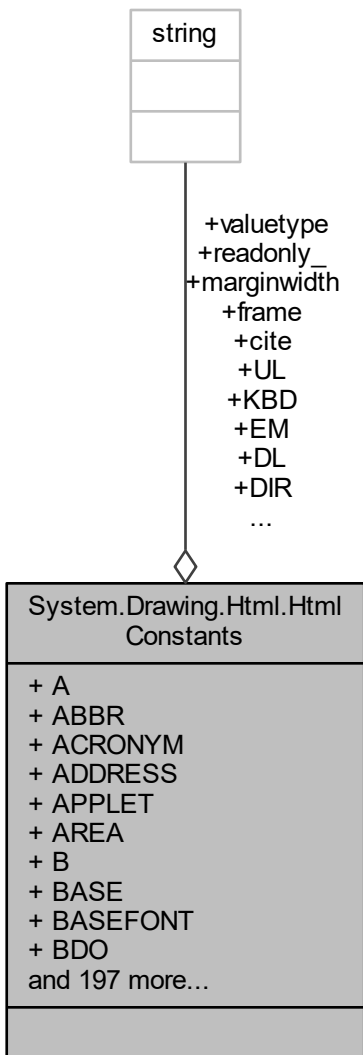 string
+valuetype
+readonly_
+marginwidth
+frame
+cite
+UL
+KBD
+EM
+DL
+DIR
...
System.Drawing.Html.Html
Constants
+ A
+ ABBR
+ ACRONYM
+ ADDRESS
+ APPLET
+ AREA
+ B
+ BASE
+ BASEFONT
+ BDO
and 197 more...